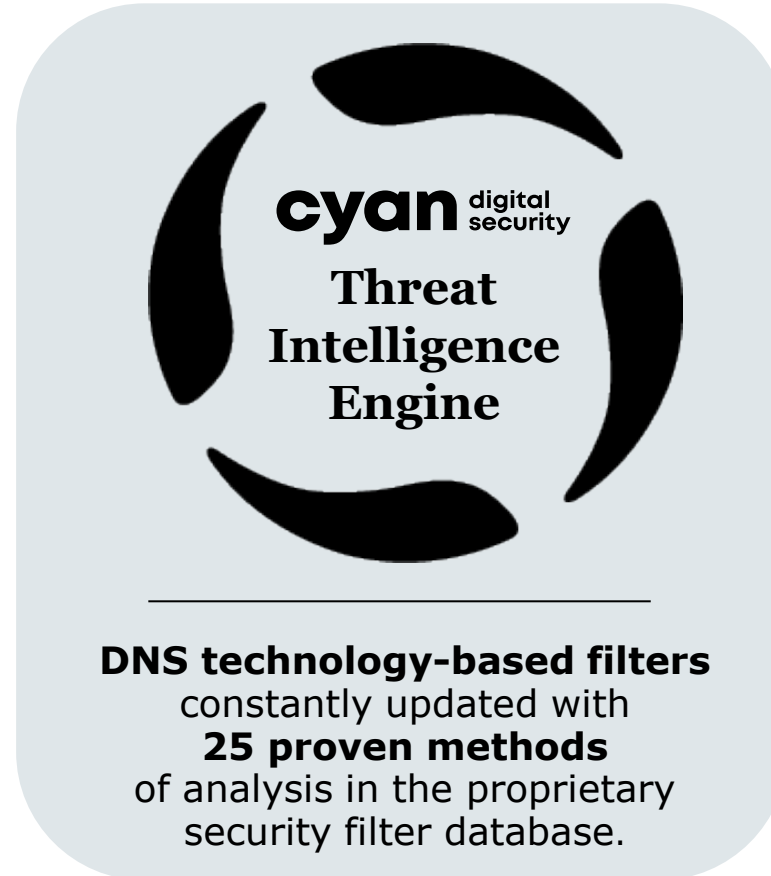 cyan digital security
Threat
Intelligence
Engine
DNS technology-based filters
constantly updated with
25 proven methods
of analysis in the proprietary
security filter database.